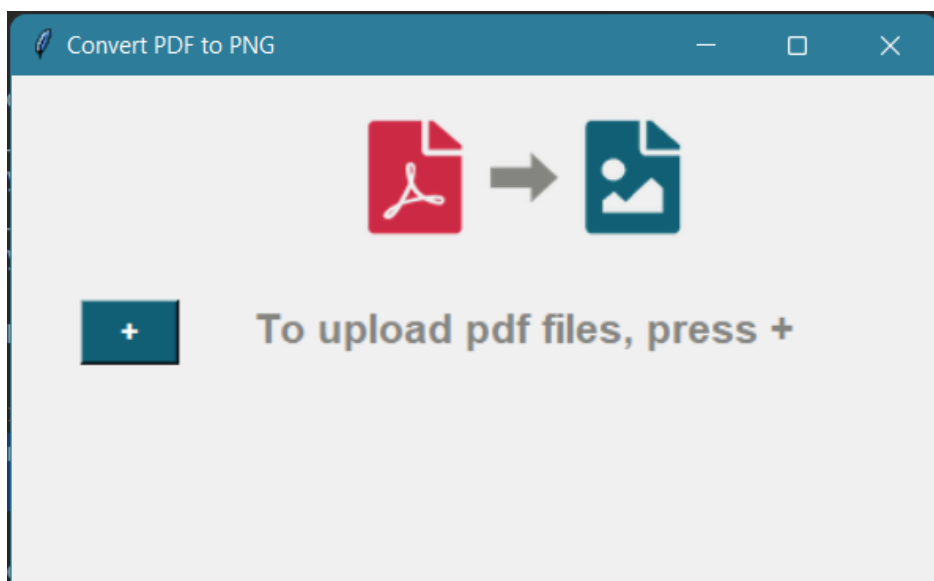 Convert PDF to PNG
+
To upload pdf files, press +